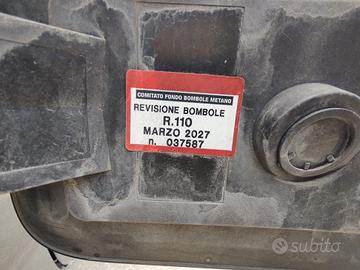 COMITATO FONDO BOMBOLE METANO
REVISIONE BOMBOLE
R.110
MARZO 2027
n. 037587
subito